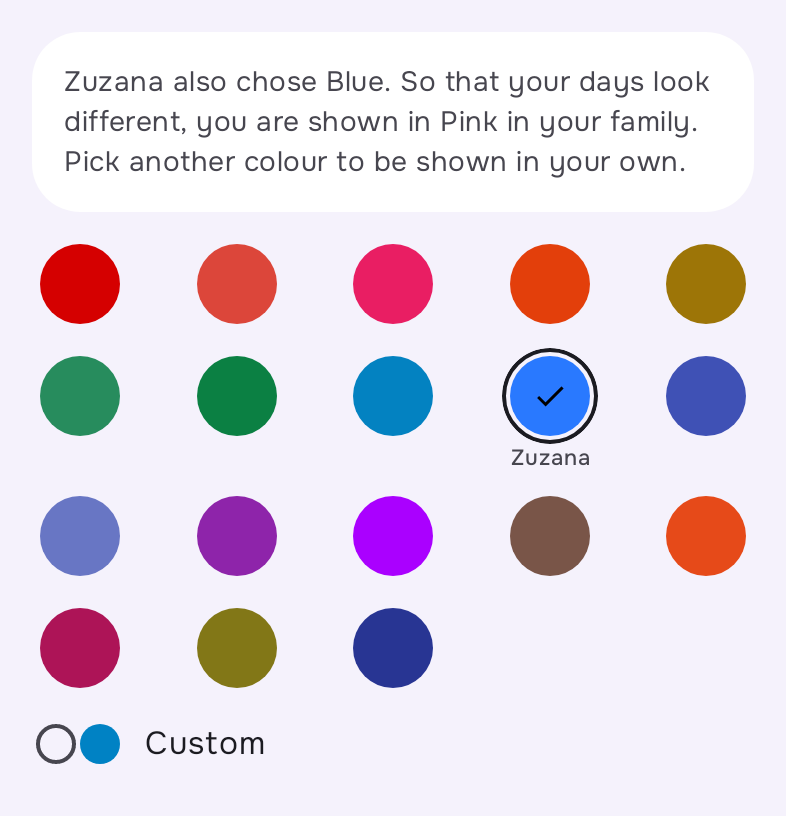 Zuzana also chose Blue. So that your days look
different, you are shown in Pink in your family.
Pick another colour to be shown in your own.
Zuzana
Custom